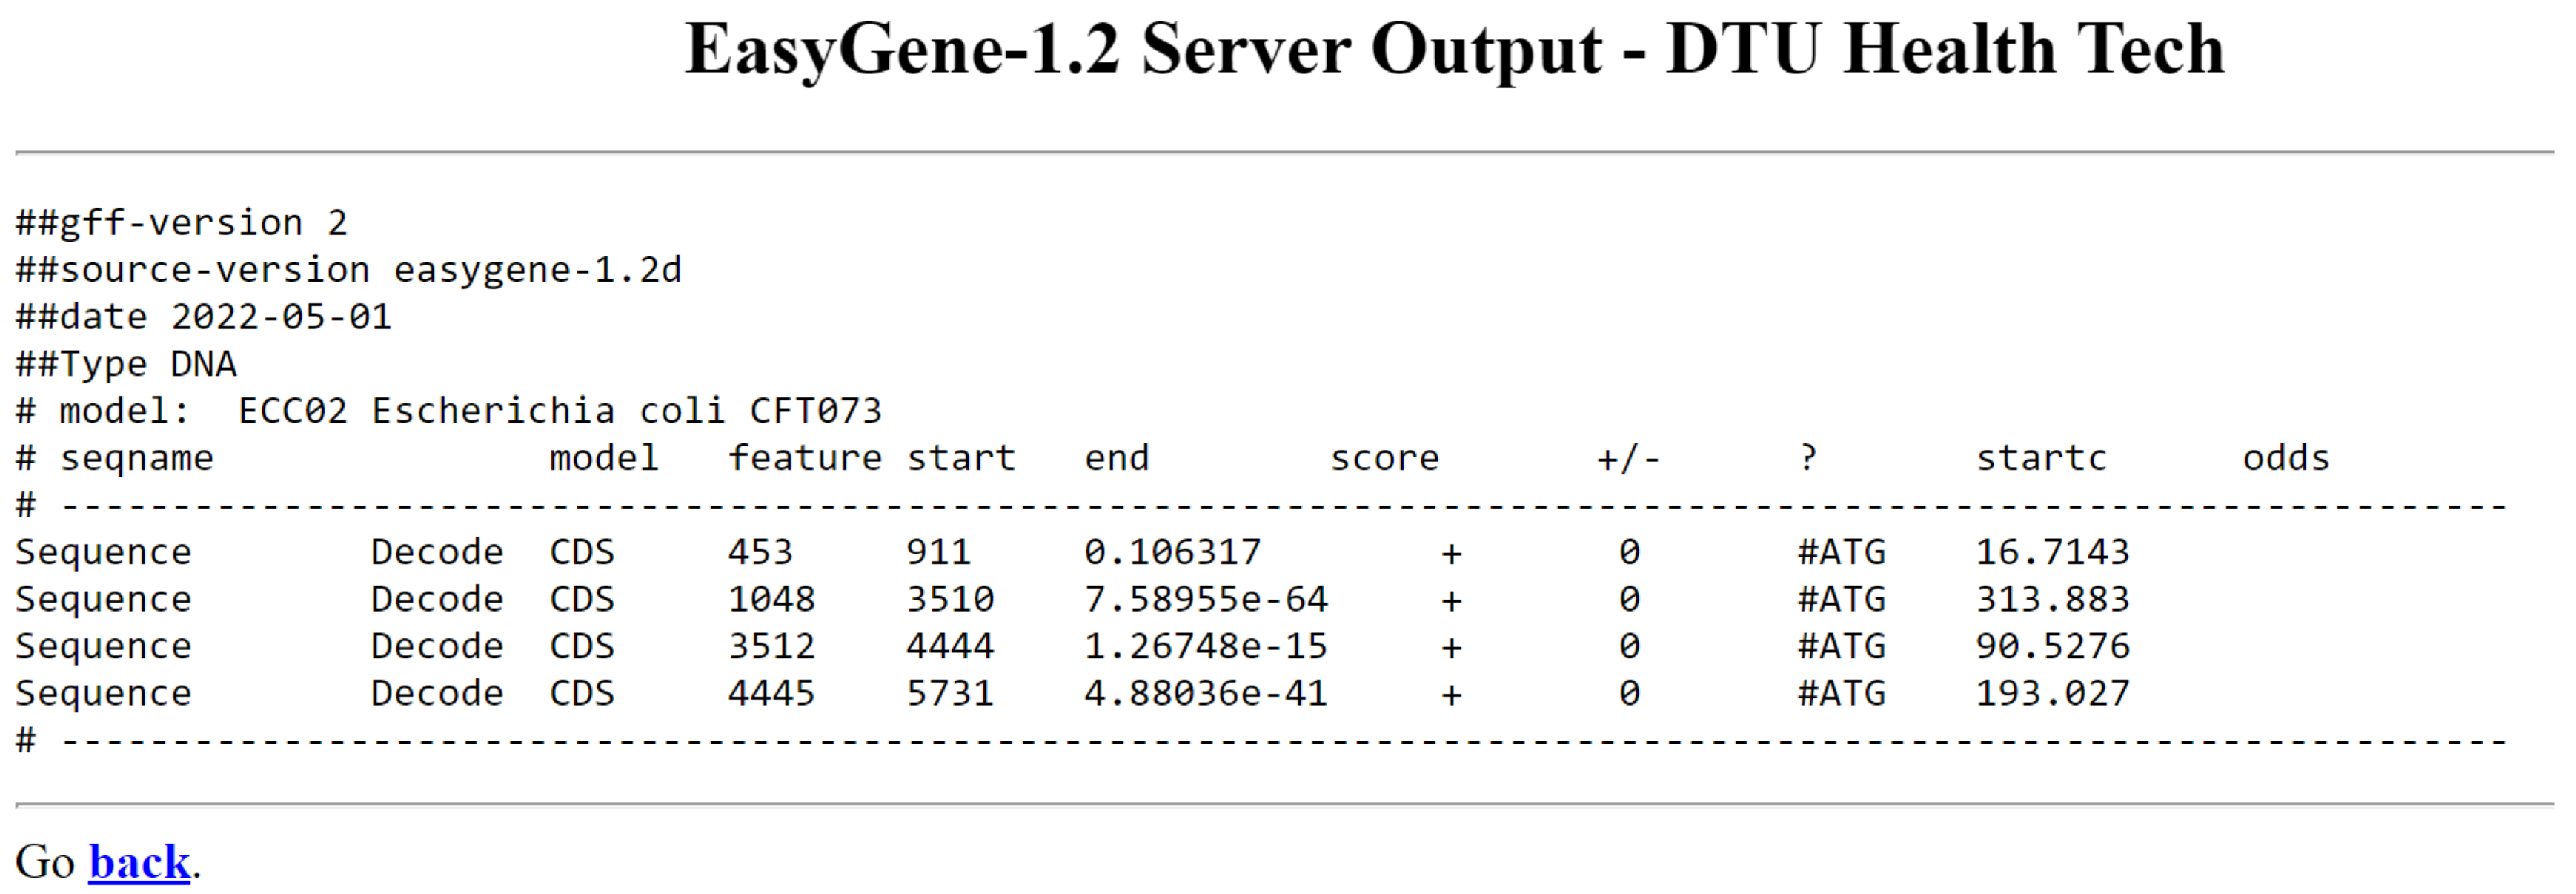 EasyGene-1.2 Server Output - DTU Health Tech
##gff-version 2
##source-version easygene-1.2d
##date 2022-05-01
##Type DNA
# model:  ECC02 Escherichia coli CFT073
# seqname               model   feature start   end        score       +/-      ?       startc      odds
# --------------------------------------------------------------------------------------------------------------
Sequence        Decode  CDS     453     911     0.106317        +       0       #ATG    16.7143
Sequence        Decode  CDS     1048    3510    7.58955e-64     +       0       #ATG    313.883
Sequence        Decode  CDS     3512    4444    1.26748e-15     +       0       #ATG    90.5276
Sequence        Decode  CDS     4445    5731    4.88036e-41     +       0       #ATG    193.027
# --------------------------------------------------------------------------------------------------------------
Go back.